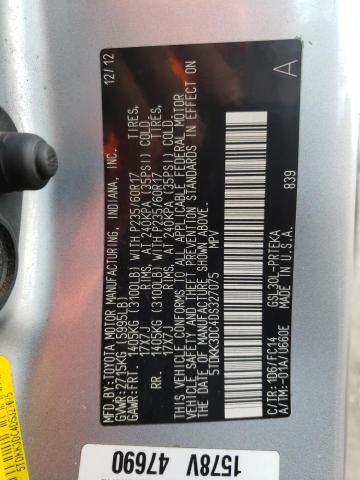 MFD. BY: TOYOTA MOTOR MANUFACTURING, INDIANA, INC. 12/12
GVWR: 2715KG (5995LB)
GAWR: FRT. 1405KG (3100LB) WITH P235/60R17 TIRES,
17X7J RIMS, AT 240KPA (35PSI) COLD
RR. 1405KG (3100LB) WITH P235/60R17 TIRES,
17X7J RIMS, AT 240KPA (35PSI) COLD
THIS VEHICLE CONFORMS TO ALL APPLICABLE FEDERAL MOTOR
VEHICLE SAFETY AND THEFT PREVENTION STANDARDS IN EFFECT ON
THE DATE OF MANUFACTURE SHOWN ABOVE.
5TDKK3DC4DS327075 MPV
A
839
C/TR: 1D6/FC14 GSL30L-PRTEKA
A/TM: -01A/U660E MADE IN U.S.A.
5TDKK3DC4DS327075
1578V 47690